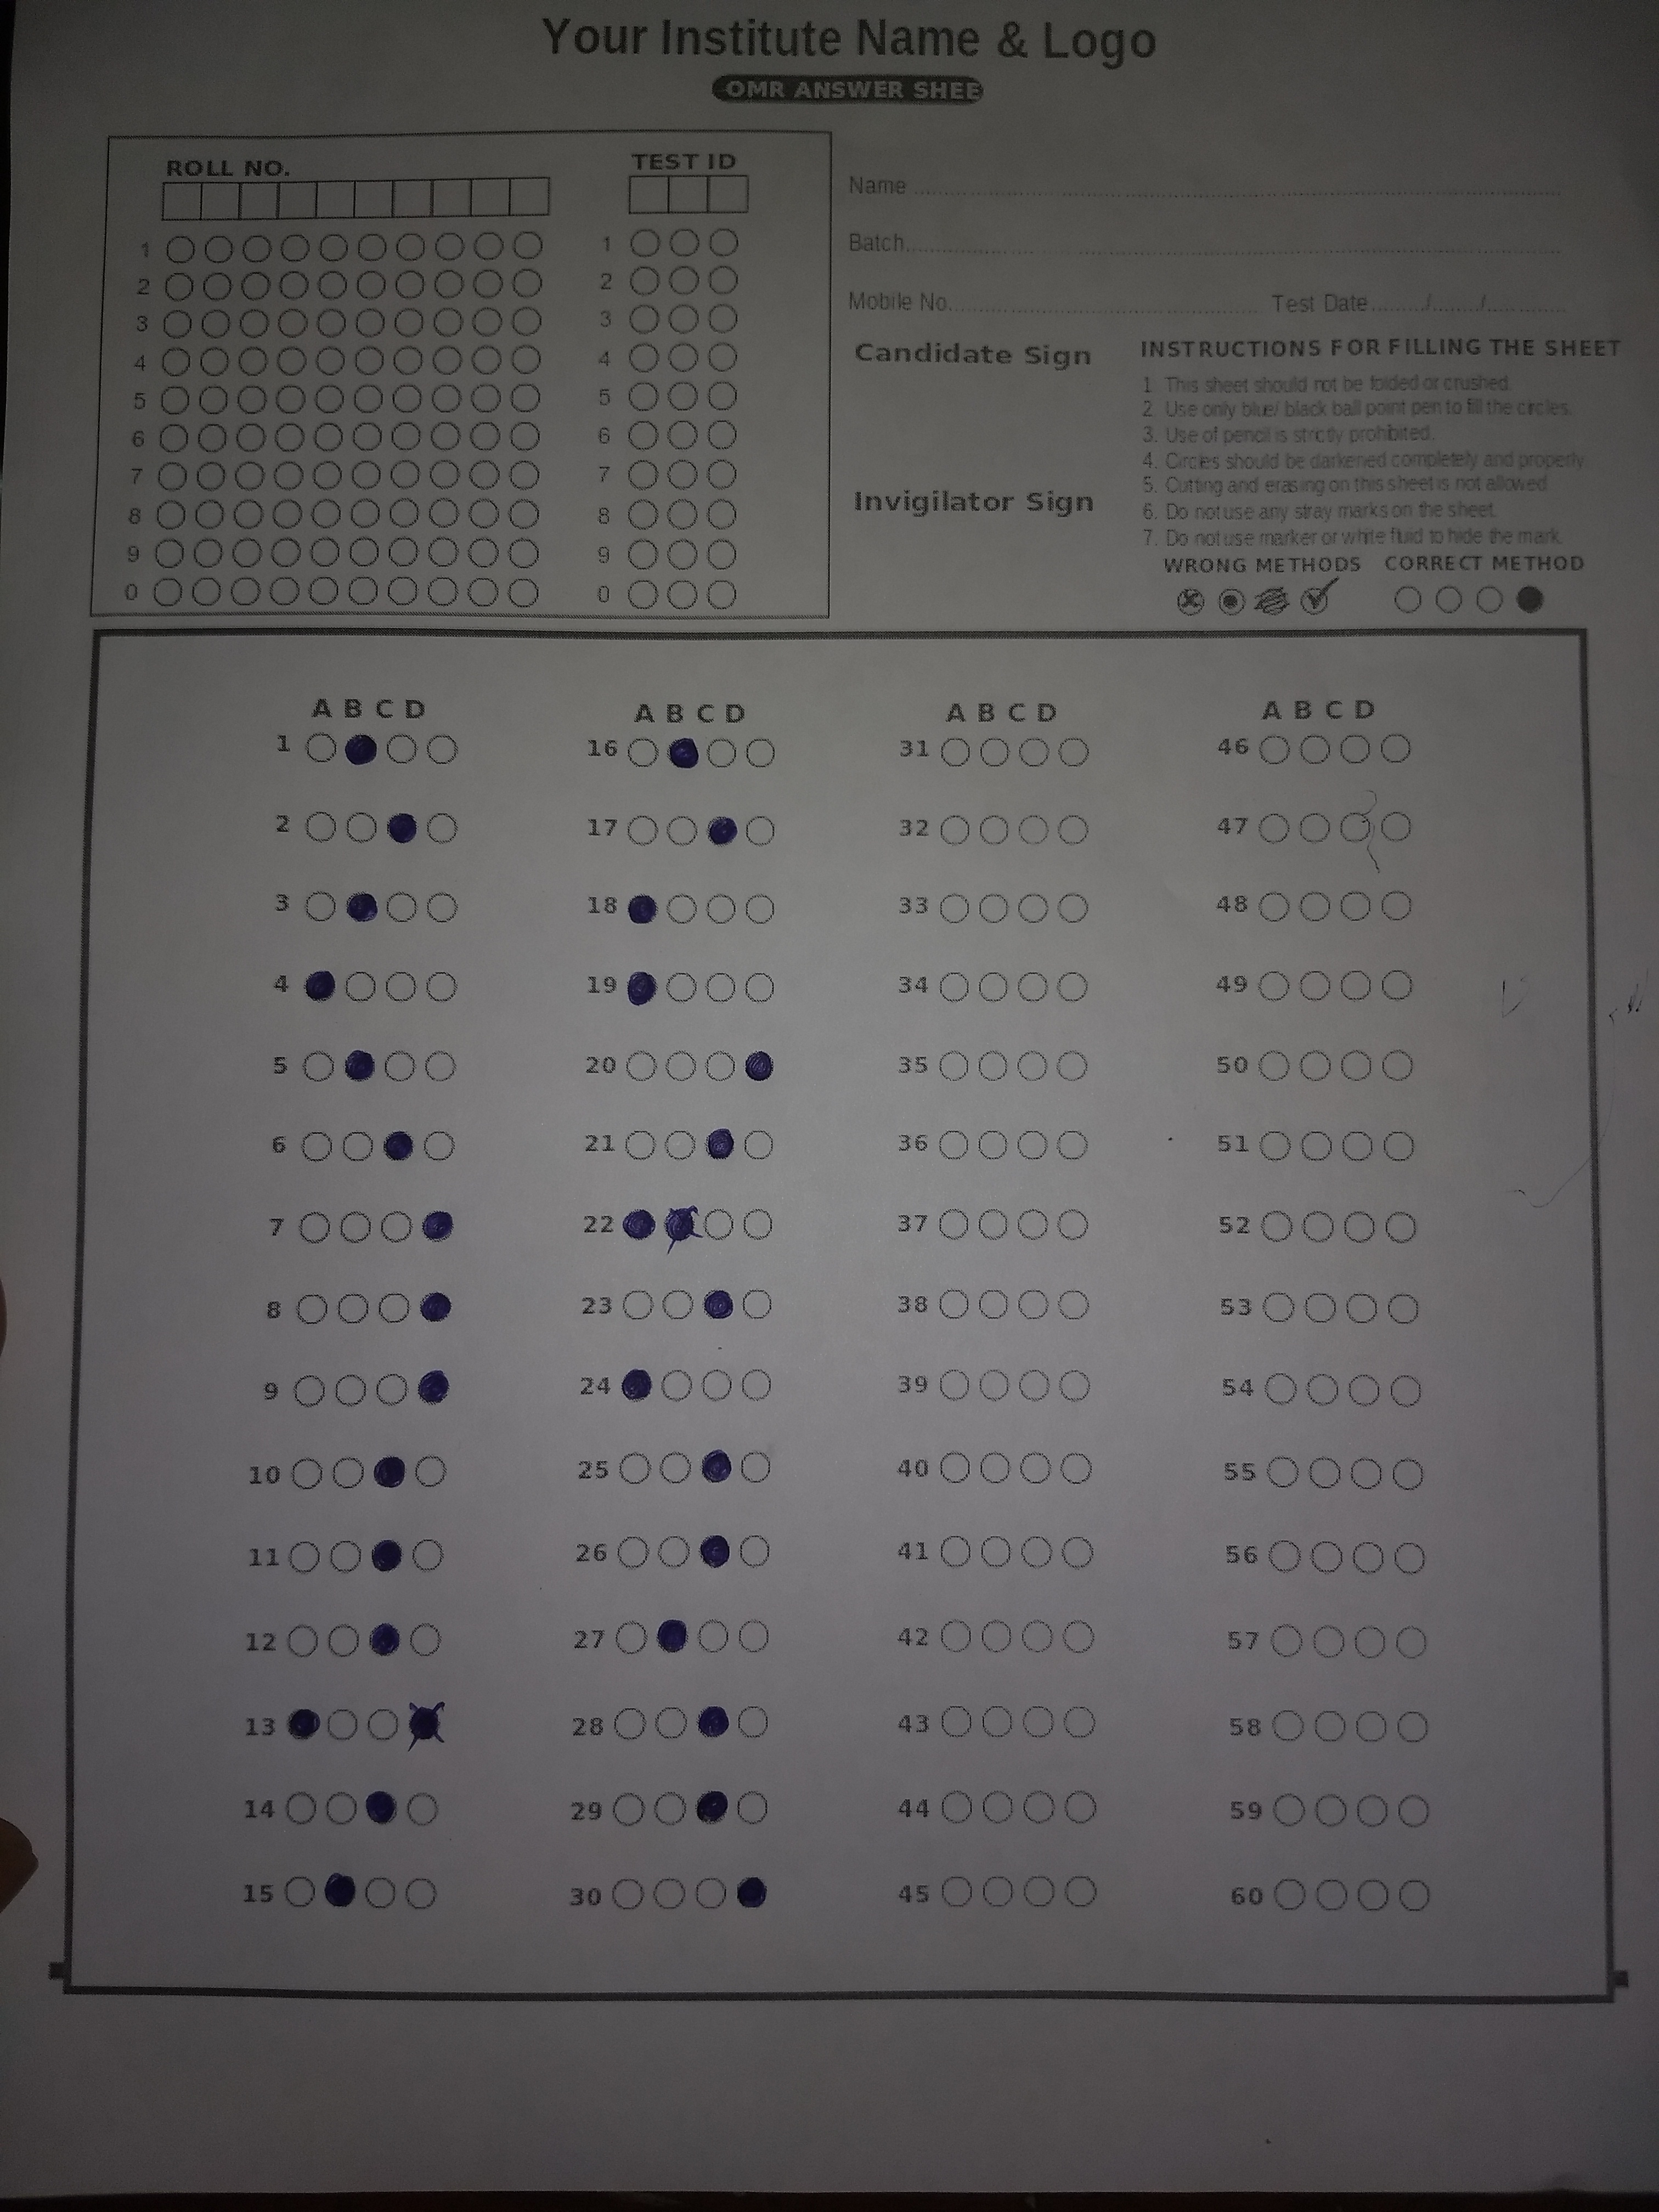 Your Institute Name & Logo
OMR ANSWER SHEE
ROLL NO.
TEST ID
1 1
2 2
3 3
4 4
5 5
6 6
7 7
8 8
9 9
0 0
Name
Batch
Mobile No. Test Date ....../....../......
Candidate Sign
Invigilator Sign
INSTRUCTIONS FOR FILLING THE SHEET
1. This sheet should not be folded or crushed.
2. Use only blue/ black ball point pen to fill the circles.
3. Use of pencil is strictly prohibited.
4. Circles should be darkened completely and properly.
5. Cutting and erasing on this sheet is not allowed.
6. Do not use any stray marks on the sheet.
7. Do not use marker or white fluid to hide the mark.
WRONG METHODS CORRECT METHOD
A B C D A B C D A B C D A B C D
1 16 31 46
2 17 32 47
3 18 33 48
4 19 34 49
5 20 35 50
6 21 36 51
7 22 37 52
8 23 38 53
9 24 39 54
10 25 40 55
11 26 41 56
12 27 42 57
13 28 43 58
14 29 44 59
15 30 45 60